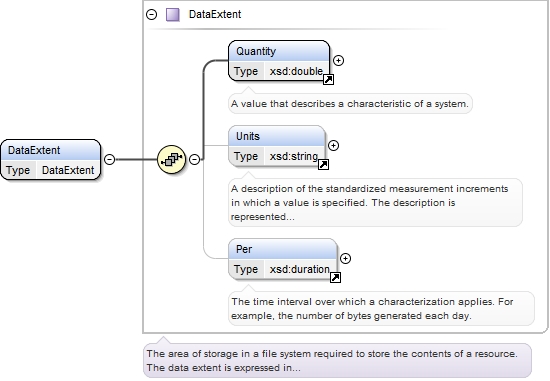 DataExtent
Quantity
Type xsd:double
A value that describes a characteristic of a system.
DataExtent
Type DataExtent
Units
Type xsd:string
A description of the standardized measurement increments
in which a value is specified. The description is
represented...
Per
Type xsd:duration
The time interval over which a characterization applies. For
example, the number of bytes generated each day.
The area of storage in a file system required to store the contents of a resource.
The data extent is expressed in...